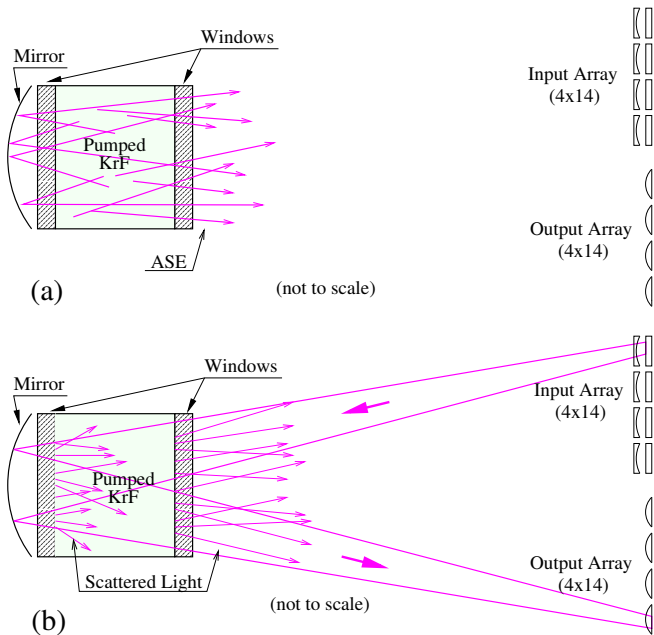 Windows
Mirror
Input Array
(4x14)
Pumped
KrF
Output Array
(4x14)
ASE
(a)
(not to scale)
Windows
Mirror
Input Array
(4x14)
Pumped
KrF
Output Array
(4x14)
Scattered Light
(b)
(not to scale)